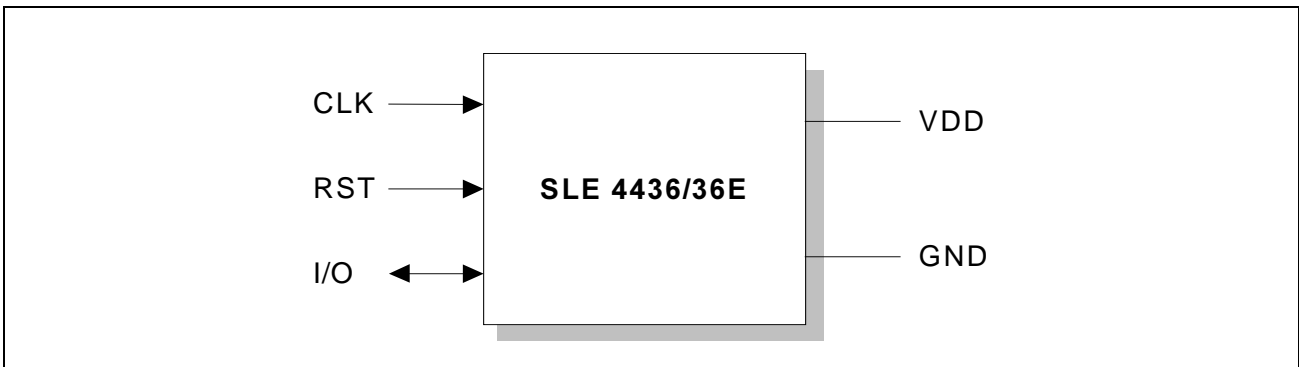 CLK
RST
I/O
SLE 4436/36E
VDD
GND